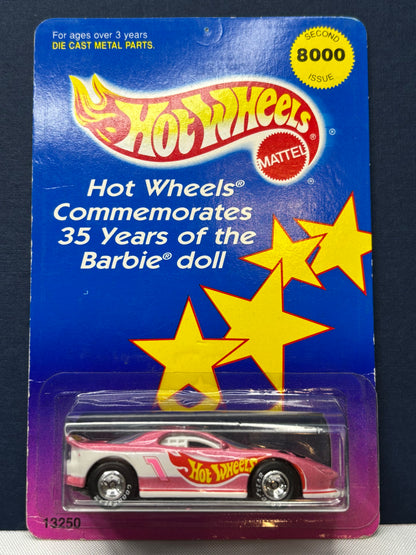 For ages over 3 years
DIE CAST METAL PARTS.
SECOND
8000
ISSUE
Hot Wheels®
MATTEL®
Hot Wheels®
Commemorates
35 Years of the
Barbie® doll
1
Hot Wheels
13250